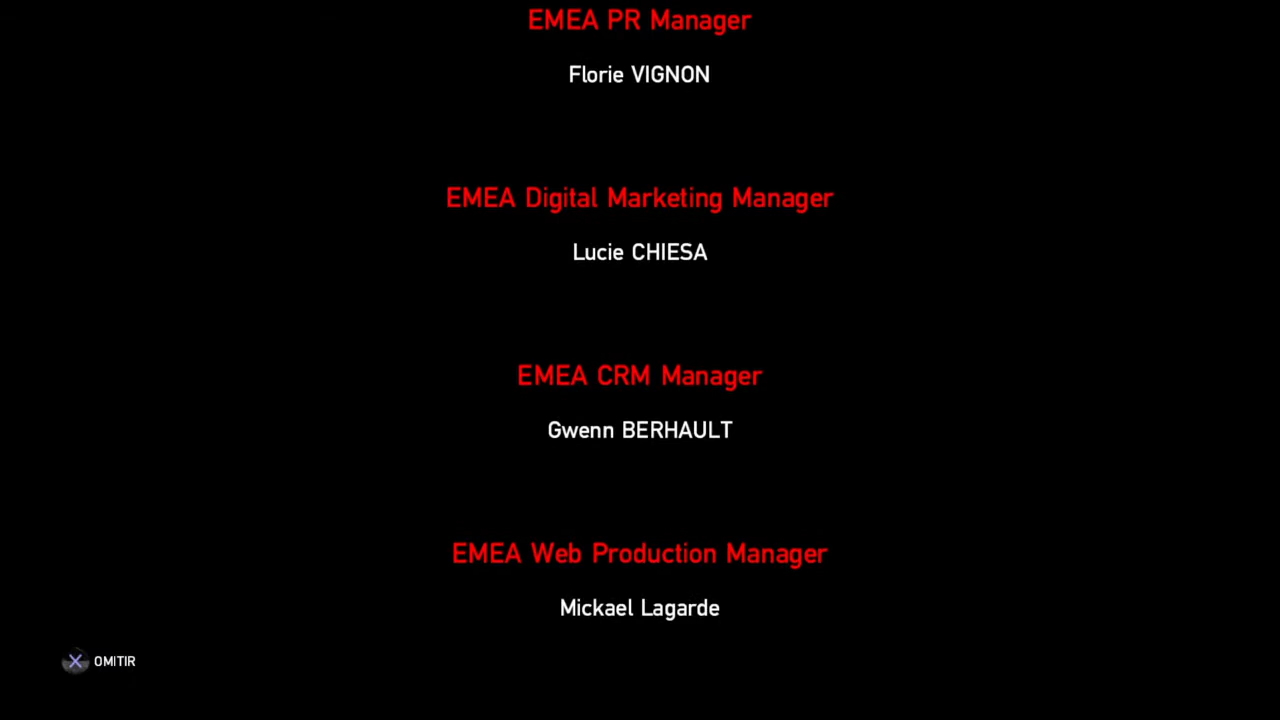 EMEA PR Manager
Florie VIGNON
EMEA Digital Marketing Manager
Lucie CHIESA
EMEA CRM Manager
Gwenn BERHAULT
EMEA Web Production Manager
Mickael Lagarde
OMITIR